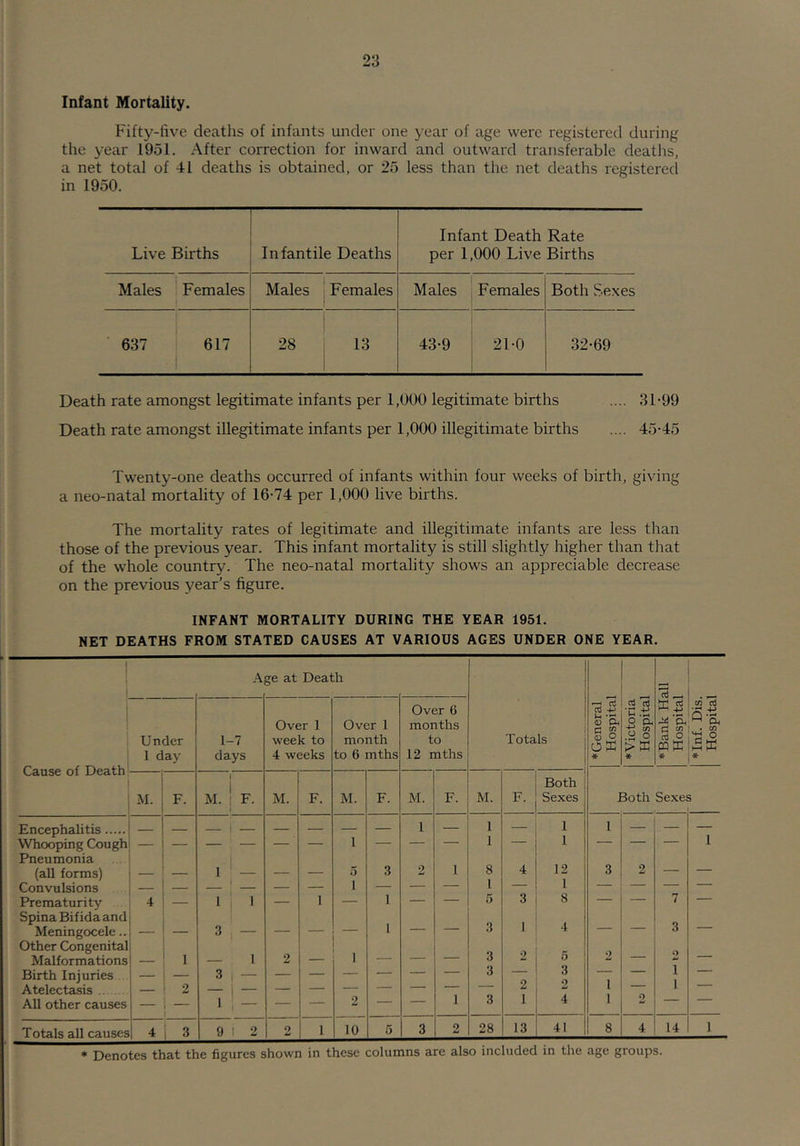 23
Infant Mortality.
Fifty-five deaths of infants under one year of age were registered during
the year 1951. After correction for inward and outward transferable deaths,
a net total of 41 deaths is obtained, or 25 less than the net deaths registered
in 1950.
Live Births | Infantile Deaths | Infant Death Rate per 1,000 Live Births
Males | Females | Males | Females | Males | Females | Both Sexes
637 | 617 | 28 | 13 | 43·9 | 21·0 | 32·69
Death rate amongst legitimate infants per 1,000 legitimate births .... 31·99
Death rate amongst illegitimate infants per 1,000 illegitimate births .... 45·45
Twenty-one deaths occurred of infants within four weeks of birth, giving
a neo-natal mortality of 16·74 per 1,000 live births.
The mortality rates of legitimate and illegitimate infants are less than
those of the previous year. This infant mortality is still slightly higher than that
of the whole country. The neo-natal mortality shows an appreciable decrease
on the previous year's figure.
INFANT MORTALITY DURING THE YEAR 1951.
NET DEATHS FROM STATED CAUSES AT VARIOUS AGES UNDER ONE YEAR.
Cause of Death | Age at Death | Totals | *General Hospital | *Victoria Hospital | *Bank Hall Hospital | *Inf. Dis. Hospital
Under 1 day | 1–7 days | Over 1 week to 4 weeks | Over 1 month to 6 mths | Over 6 months to 12 mths
M. | F. | M. | F. | M. | F. | M. | F. | M. | F. | M. | F. | Both Sexes | Both Sexes
Encephalitis ..... | — | — | — | — | — | — | — | — | 1 | — | 1 | — | 1 | 1 | — | — | —
Whooping Cough | — | — | — | — | — | — | 1 | — | — | — | 1 | — | 1 | — | — | — | 1
Pneumonia
(all forms) | — | — | 1 | — | — | — | 5 | 3 | 2 | 1 | 8 | 4 | 12 | 3 | 2 | — | —
Convulsions | — | — | — | — | — | — | 1 | — | — | — | 1 | — | 1 | — | — | — | —
Prematurity | 4 | — | 1 | 1 | — | 1 | — | 1 | — | — | 5 | 3 | 8 | — | — | 7 | —
Spina Bifida and
Meningocele .. | — | — | 3 | — | — | — | — | 1 | — | — | 3 | 1 | 4 | — | — | 3 | —
Other Congenital
Malformations | — | 1 | — | 1 | 2 | — | 1 | — | — | — | 3 | 2 | 5 | 2 | — | 2 | —
Birth Injuries | — | — | 3 | — | — | — | — | — | — | — | 3 | — | 3 | — | — | 1 | —
Atelectasis | — | 2 | — | — | — | — | — | — | — | — | — | 2 | 2 | 1 | — | 1 | —
All other causes | — | — | 1 | — | — | — | 2 | — | — | 1 | 3 | 1 | 4 | 1 | 2 | — | —
Totals all causes | 4 | 3 | 9 | 2 | 2 | 1 | 10 | 5 | 3 | 2 | 28 | 13 | 41 | 8 | 4 | 14 | 1
* Denotes that the figures shown in these columns are also included in the age groups.